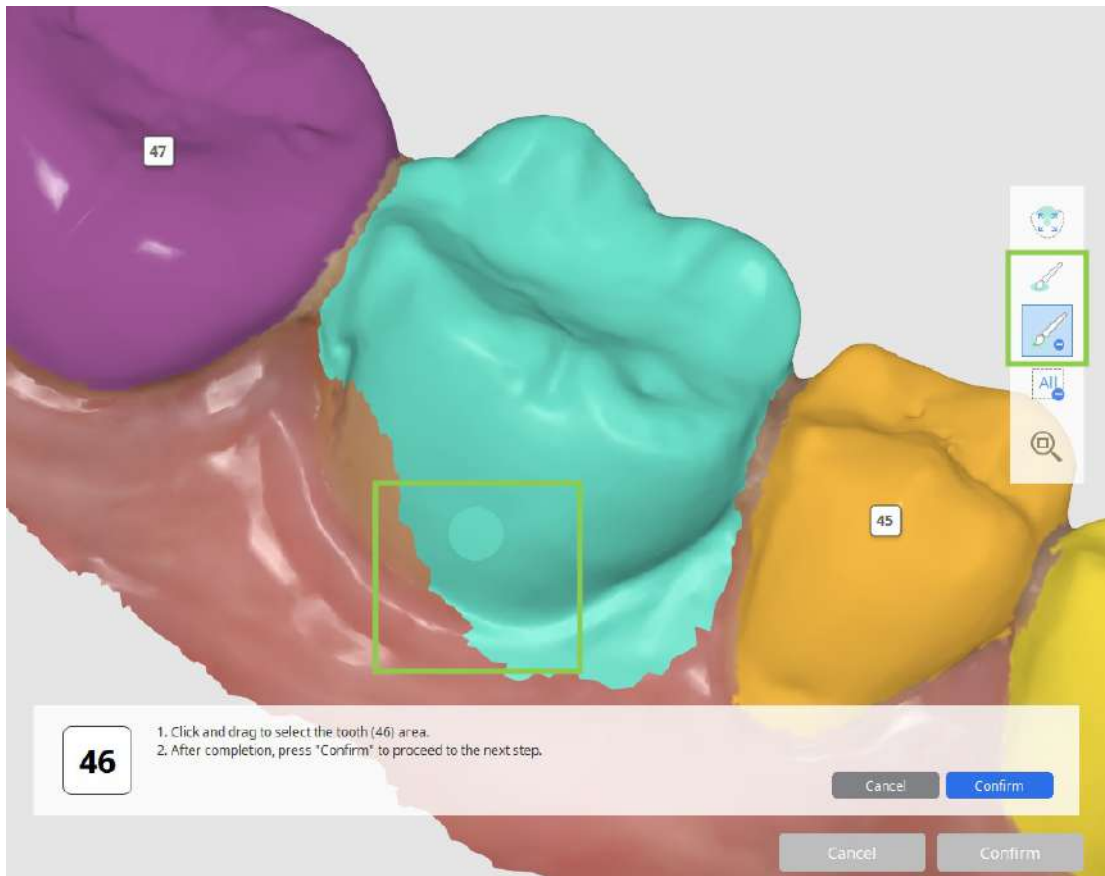 47
All
45
46
1. Click and drag to select the tooth (46) area.
2. After completion, press "Confirm" to proceed to the next step.
Cancel Confirm
Cancel Confirm